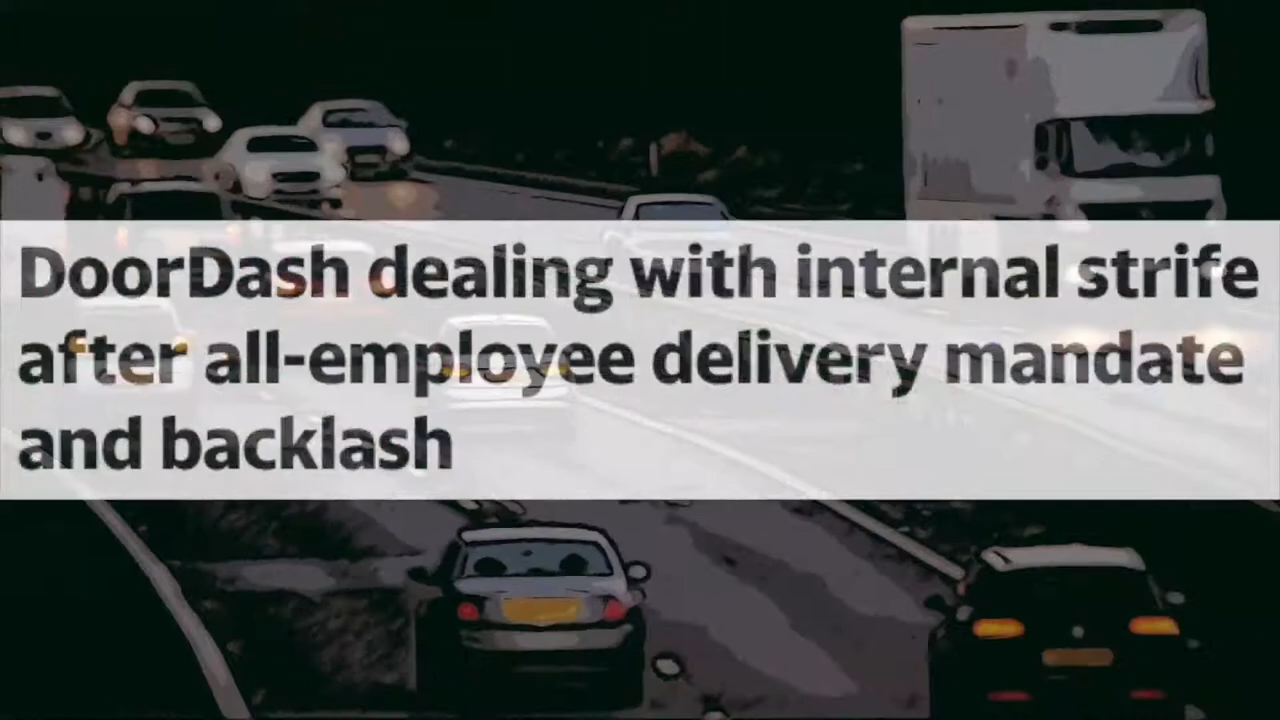 DoorDash dealing with internal strife
after all-employee delivery mandate
and backlash